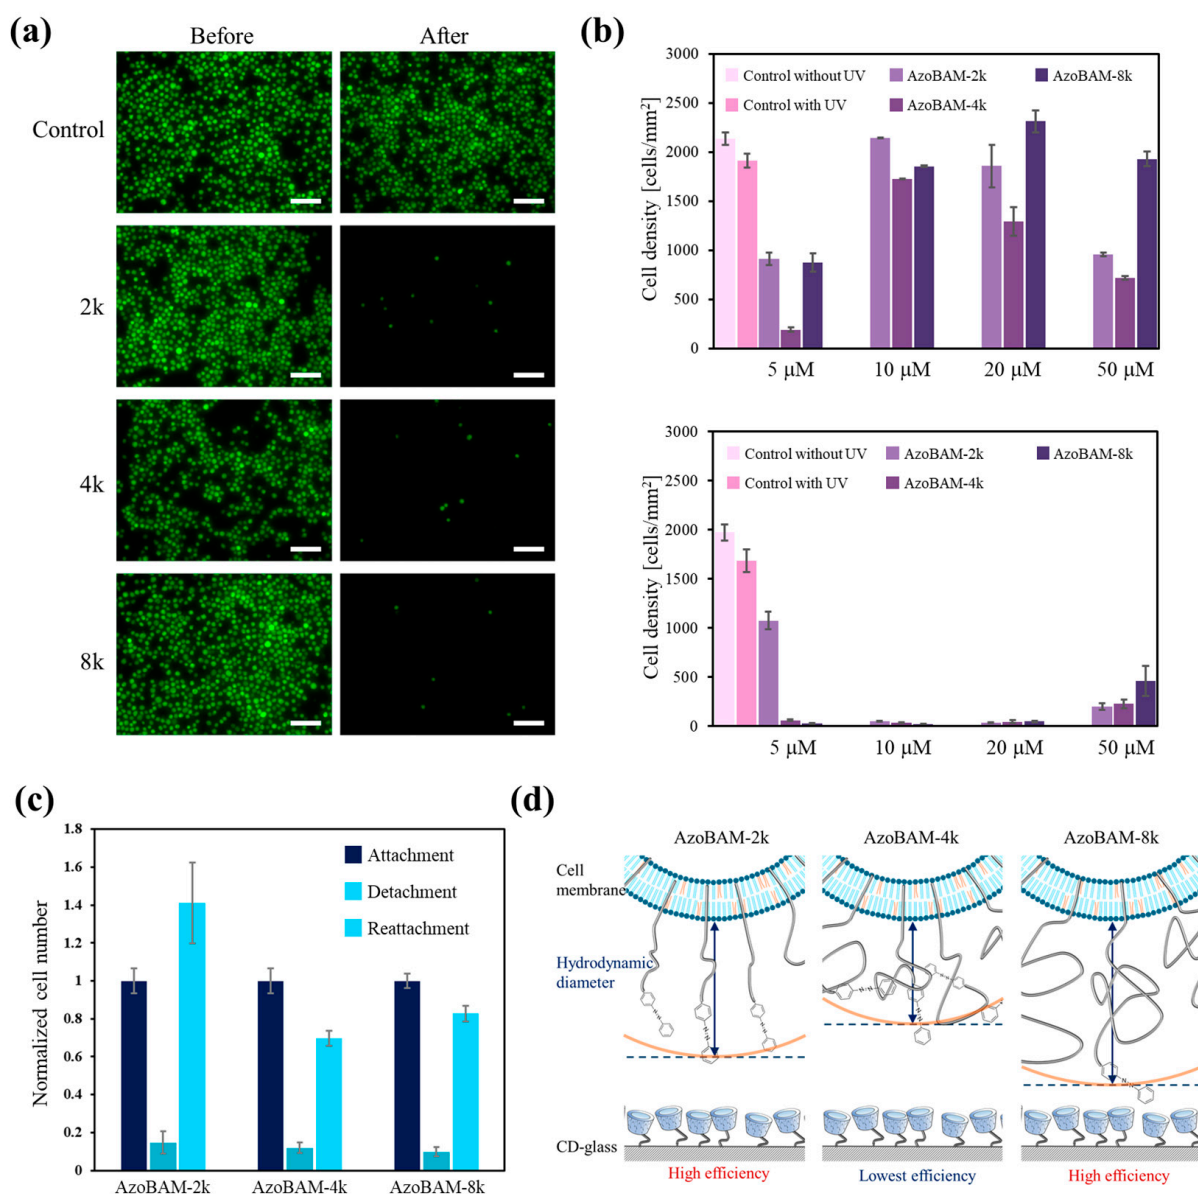 (a)
Before
After
Control
2k
4k
8k
(b)
Cell density [cells/mm²]
3000
2500
2000
1500
1000
500
0
Control without UV
AzoBAM-2k
AzoBAM-8k
Control with UV
AzoBAM-4k
5 μM
10 μM
20 μM
50 μM
Cell density [cells/mm²]
3000
2500
2000
1500
1000
500
0
Control without UV
AzoBAM-2k
AzoBAM-8k
Control with UV
AzoBAM-4k
5 μM
10 μM
20 μM
50 μM
(c)
Normalized cell number
1.8
1.6
1.4
1.2
1
0.8
0.6
0.4
0.2
0
Attachment
Detachment
Reattachment
AzoBAM-2k
AzoBAM-4k
AzoBAM-8k
(d)
AzoBAM-2k
AzoBAM-4k
AzoBAM-8k
Cell
membrane
Hydrodynamic
diameter
CD-glass
High efficiency
Lowest efficiency
High efficiency